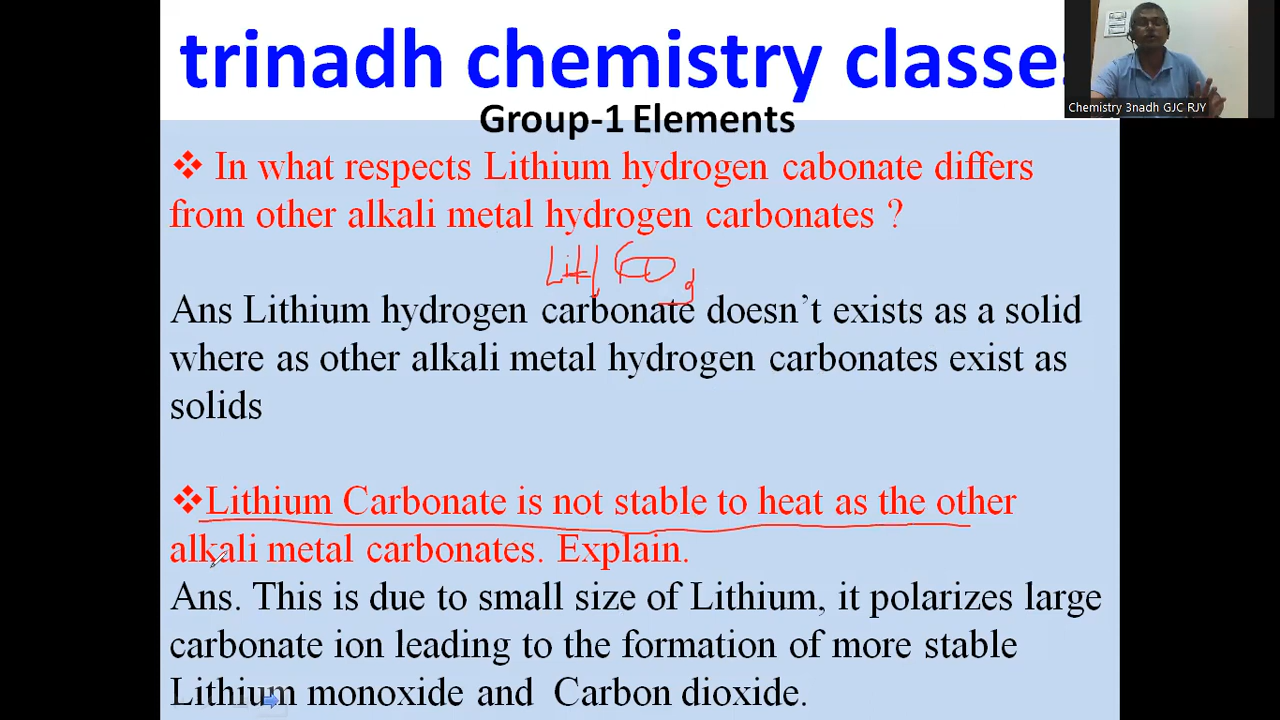 trinadh chemistry classes
Chemistry 3nadh GJC RJY
Group-1 Elements
❖ In what respects Lithium hydrogen cabonate differs
from other alkali metal hydrogen carbonates ?
Ans Lithium hydrogen carbonate doesn’t exists as a solid
where as other alkali metal hydrogen carbonates exist as
solids
❖Lithium Carbonate is not stable to heat as the other
alkali metal carbonates. Explain.
Ans. This is due to small size of Lithium, it polarizes large
carbonate ion leading to the formation of more stable
Lithium monoxide and Carbon dioxide.